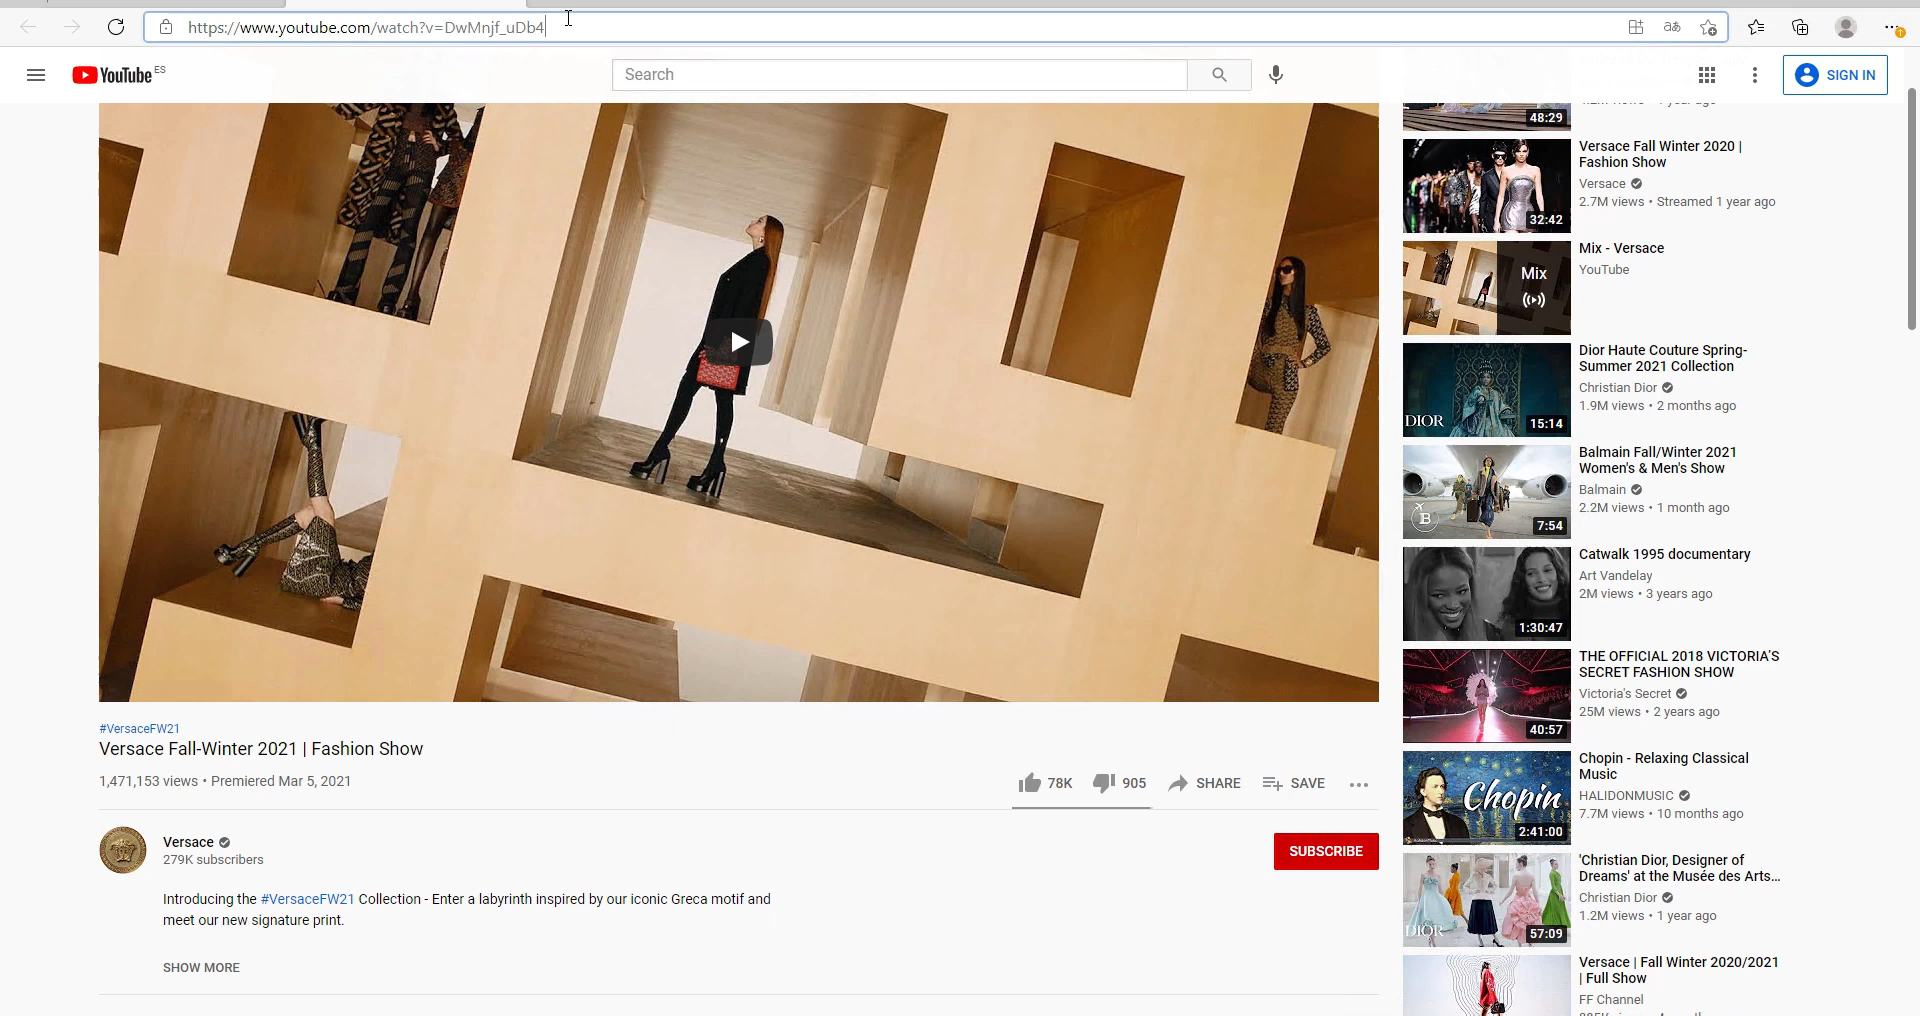 https://www.youtube.com/watch?v=DwMnjf_uDb4
aあ
YouTube ES
Search
SIGN IN
48:29
Versace Fall Winter 2020 |
Fashion Show
Versace
2.7M views • Streamed 1 year ago
32:42
Mix - Versace
YouTube
Mix
Dior Haute Couture Spring-
Summer 2021 Collection
Christian Dior
1.9M views • 2 months ago
DIOR
15:14
Balmain Fall/Winter 2021
Women's & Men's Show
Balmain
2.2M views • 1 month ago
B
7:54
Catwalk 1995 documentary
Art Vandelay
2M views • 3 years ago
1:30:47
THE OFFICIAL 2018 VICTORIA'S
SECRET FASHION SHOW
Victoria's Secret
25M views • 2 years ago
40:57
Chopin - Relaxing Classical
Music
HALIDONMUSIC
7.7M views • 10 months ago
Chopin
2:41:00
'Christian Dior, Designer of
Dreams' at the Musée des Arts...
Christian Dior
1.2M views • 1 year ago
DIOR
57:09
Versace | Fall Winter 2020/2021
| Full Show
FF Channel
#VersaceFW21
Versace Fall-Winter 2021 | Fashion Show
1,471,153 views • Premiered Mar 5, 2021
78K
905
SHARE
SAVE
Versace
279K subscribers
SUBSCRIBE
Introducing the #VersaceFW21 Collection - Enter a labyrinth inspired by our iconic Greca motif and
meet our new signature print.
SHOW MORE